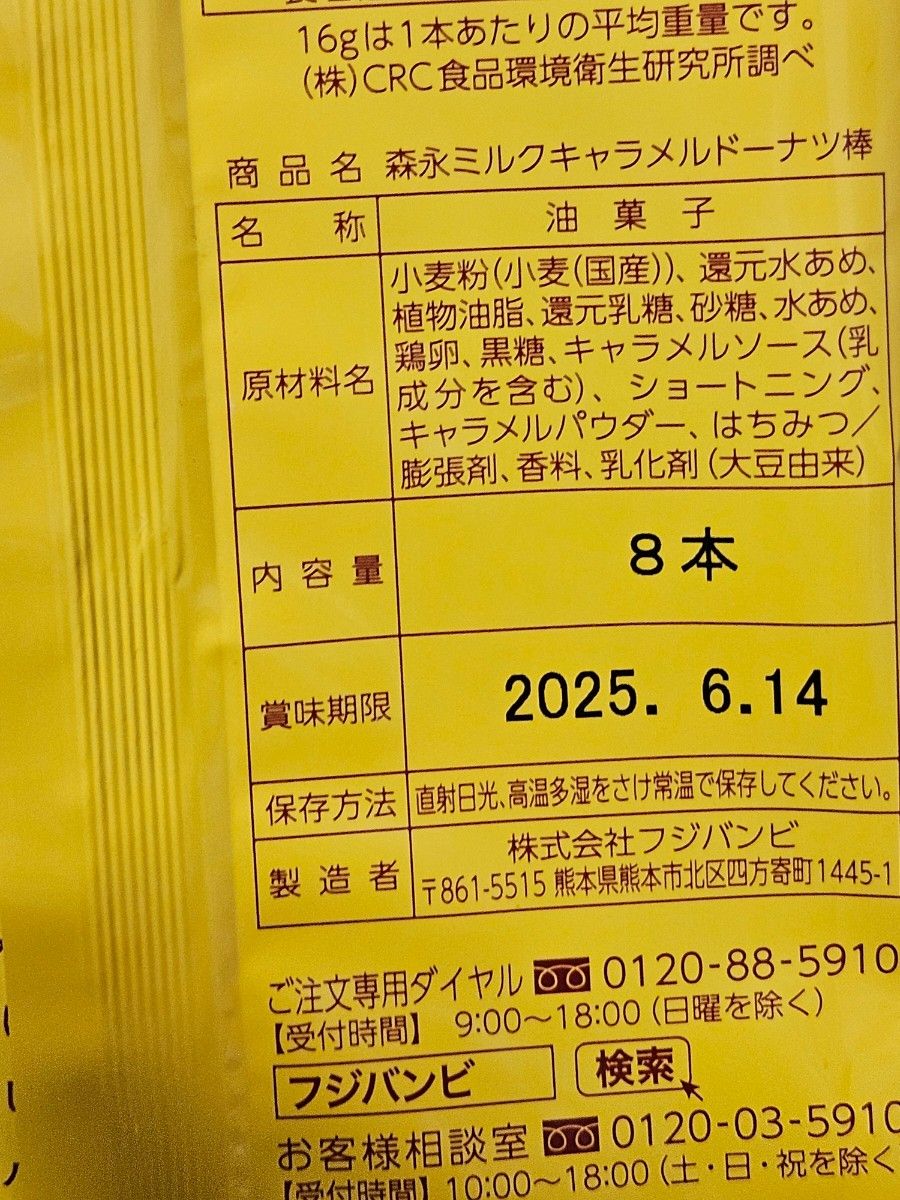 16gは1本あたりの平均重量です。
(株)CRC食品環境衛生研究所調べ
商品名 森永ミルクキャラメルドーナツ棒
名称 油菓子
原材料名 小麦粉(小麦(国産))、還元水あめ、
植物油脂、還元乳糖、砂糖、水あめ、
鶏卵、黒糖、キャラメルソース(乳
成分を含む)、ショートニング、
キャラメルパウダー、はちみつ/
膨張剤、香料、乳化剤(大豆由来)
内容量 8本
賞味期限 2025. 6.14
保存方法 直射日光、高温多湿をさけ常温で保存してください。
製造者 株式会社フジバンビ
〒861-5515 熊本県熊本市北区四方寄町1445-1
ご注文専用ダイヤル 0120-88-5910
【受付時間】 9:00～18:00(日曜を除く)
フジバンビ 検索
お客様相談室 0120-03-5910
【受付時間】10:00～18:00(土・日・祝を除く